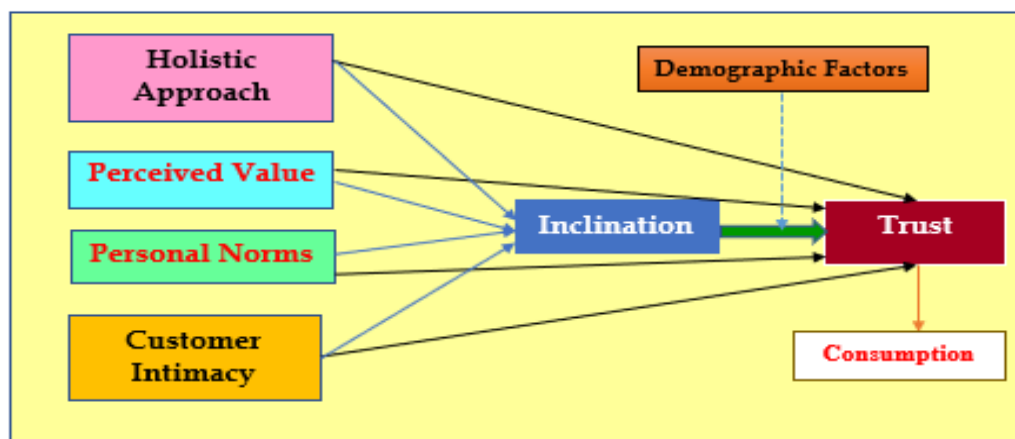 Holistic
Approach
Demographic Factors
Perceived Value
Inclination
Trust
Personal Norms
Customer
Intimacy
Consumption